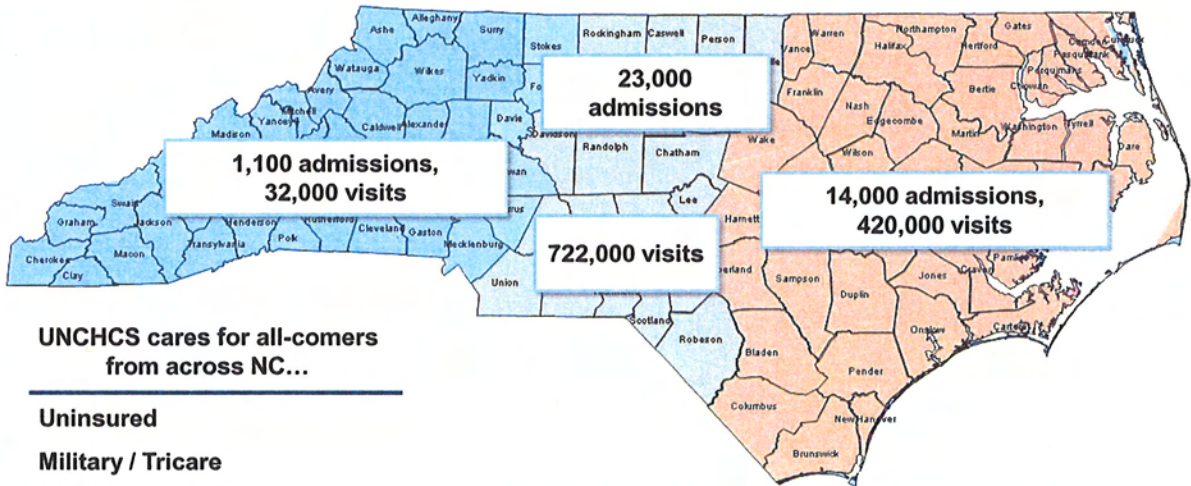 Alleghany
Ashe
Surry
Stokes
Rockingham
Caswell
Person
Warren
Northampton
Gates
Halifax
Hertford
Camden
Pasquotank
Watauga
Wilkes
Yadkin
Perquimans
Chowan
Avery
Mitchell
Yancey
Madison
Caldwell
Alexander
Davie
Davidson
23,000
admissions
Franklin
Nash
Edgecombe
Bertie
Martin
Washington
Tyrrell
Dare
Randolph
Chatham
Wake
Wilson
1,100 admissions,
32,000 visits
14,000 admissions,
420,000 visits
Lee
Harnett
Graham
Swain
Jackson
Henderson
Rutherford
Polk
Cleveland
Gaston
Mecklenburg
Transylvania
Macon
Cherokee
Clay
722,000 visits
Union
Scotland
Robeson
Sampson
Duplin
Jones
Craven
Onslow
Bladen
Pender
Columbus
New Hanover
Brunswick
UNCHCS cares for all-comers
from across NC…
Uninsured
Military / Tricare